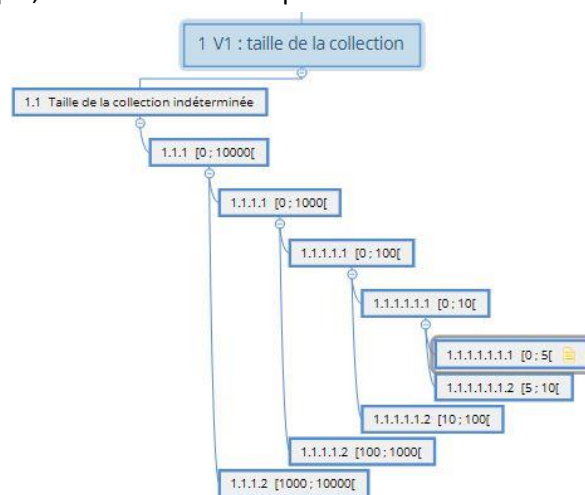 1 V1 : taille de la collection
1.1 Taille de la collection indéterminée
1.1.1 [0 ; 10000[
1.1.1.1 [0 ; 1000[
1.1.1.1.1 [0 ; 100[
1.1.1.1.1.1 [0 ; 10[
1.1.1.1.1.1.1 [0 ; 5[
1.1.1.1.1.1.2 [5 ; 10[
1.1.1.1.1.2 [10 ; 100[
1.1.1.1.2 [100 ; 1000[
1.1.1.2 [1000 ; 10000[